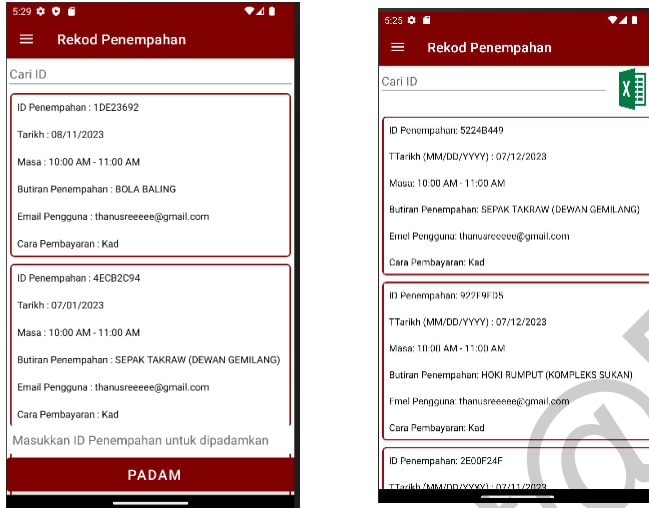 5:29
Rekod Penempahan
Cari ID
ID Penempahan : 1DE23692
Tarikh : 08/11/2023
Masa : 10:00 AM - 11:00 AM
Butiran Penempahan : BOLA BALING
Email Pengguna : thanusreeeee@gmail.com
Cara Pembayaran : Kad
ID Penempahan : 4ECB2C94
Tarikh : 07/01/2023
Masa : 10:00 AM - 11:00 AM
Butiran Penempahan : SEPAK TAKRAW (DEWAN GEMILANG)
Email Pengguna : thanusreeeee@gmail.com
Cara Pembayaran : Kad
Masukkan ID Penempahan untuk dipadamkan
PADAM
5:25
Rekod Penempahan
Cari ID
X
ID Penempahan: 5224B449
TTarikh (MM/DD/YYYY) : 07/12/2023
Masa: 10:00 AM - 11:00 AM
Butiran Penempahan: SEPAK TAKRAW (DEWAN GEMILANG)
Emel Pengguna: thanusreeeee@gmail.com
Cara Pembayaran: Kad
ID Penempahan: 922F9FD5
TTarikh (MM/DD/YYYY) : 07/12/2023
Masa: 10:00 AM - 11:00 AM
Butiran Penempahan: HOKI RUMPUT (KOMPLEKS SUKAN)
Emel Pengguna: thanusreeeee@gmail.com
Cara Pembayaran: Kad
ID Penempahan: 2E00F24F
TTarikh (MM/DD/YYYY) : 07/11/2023